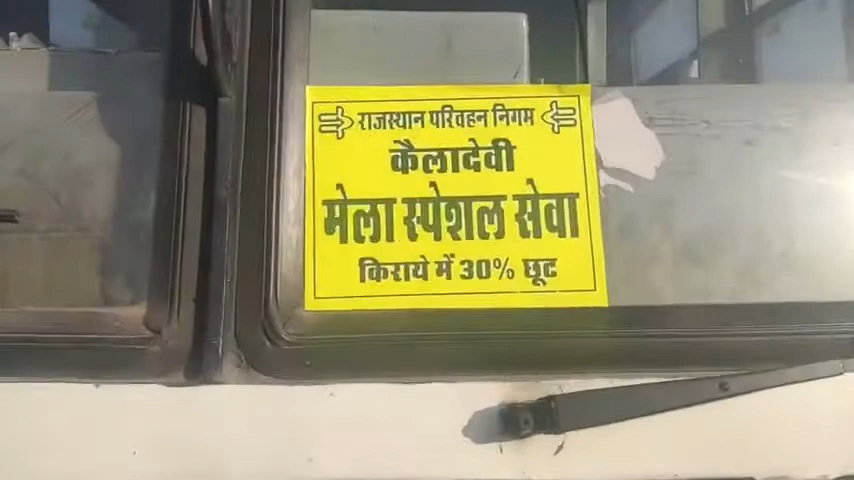 राजस्थान परिवहन निगम
कैलादेवी
मेला स्पेशल सेवा
किराये में 30% छूट